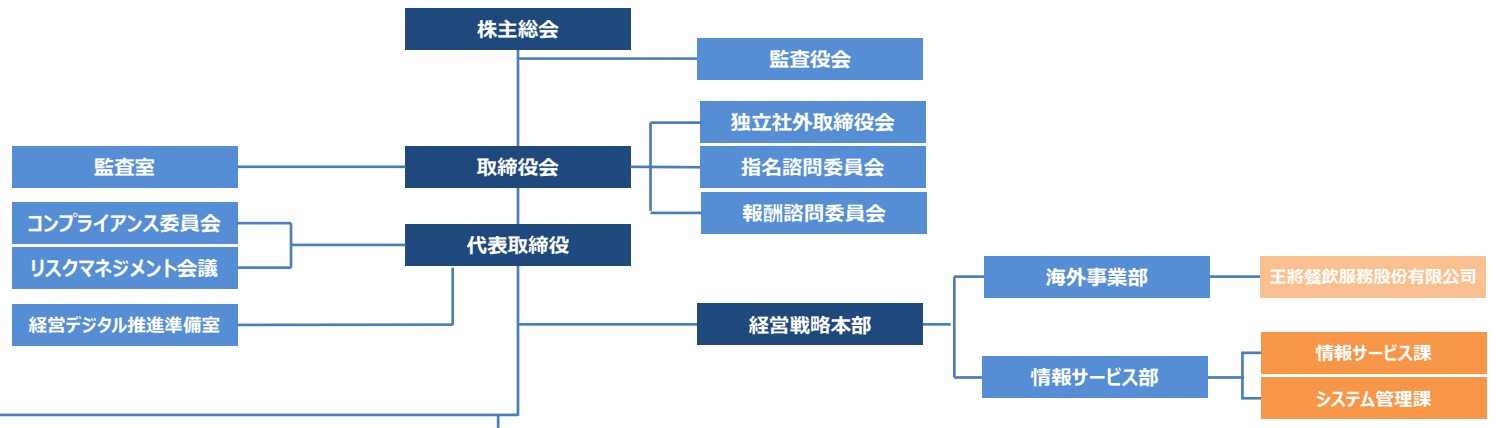 株主総会
監査役会
独立社外取締役会
監査室
取締役会
指名諮問委員会
コンプライアンス委員会
報酬諮問委員会
代表取締役
リスクマネジメント会議
海外事業部
王將餐飲服務股份有限公司
経営デジタル推進準備室
経営戦略本部
情報サービス課
情報サービス部
システム管理課